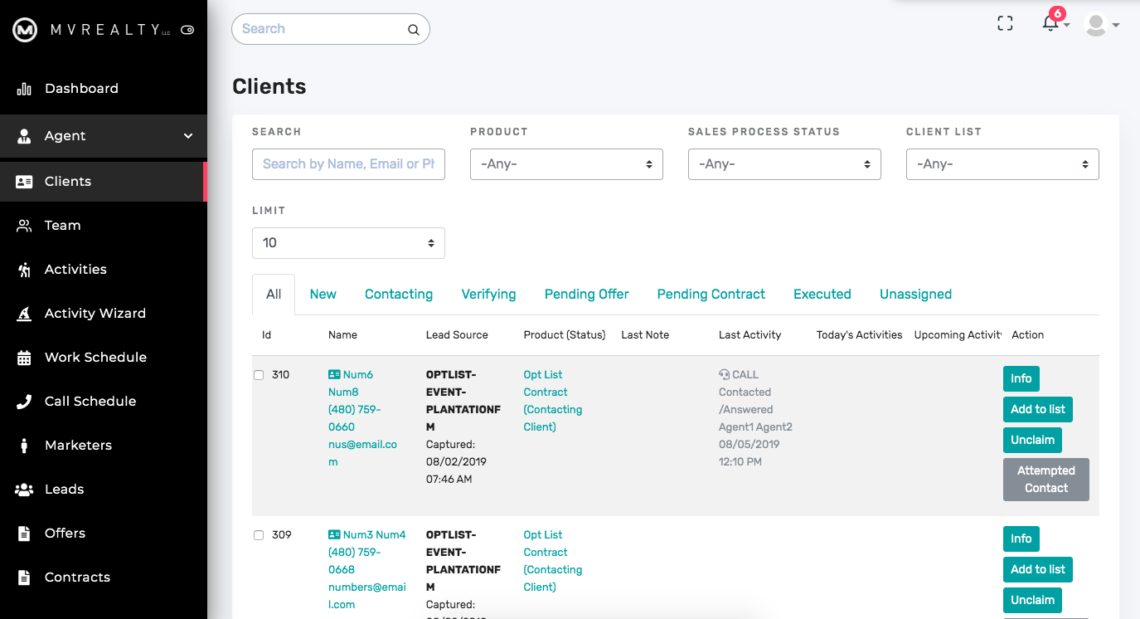 MVREALTY LLC
Search
6
Dashboard
Agent
Clients
Team
Activities
Activity Wizard
Work Schedule
Call Schedule
Marketers
Leads
Offers
Contracts
Clients
SEARCH PRODUCT SALES PROCESS STATUS CLIENT LIST
Search by Name, Email or Ph -Any- -Any- -Any-
LIMIT
10
All New Contacting Verifying Pending Offer Pending Contract Executed Unassigned
Id Name Lead Source Product (Status) Last Note Last Activity Today's Activities Upcoming Activit Action
310
Num6
Num8
(480) 759-
0660
nus@email.co
m
OPTLIST-
EVENT-
PLANTATIONF
M
Captured:
08/02/2019
07:46 AM
Opt List
Contract
(Contacting
Client)
CALL
Contacted
/Answered
Agent1 Agent2
08/05/2019
12:10 PM
Info
Add to list
Unclaim
Attempted
Contact
309
Num3 Num4
(480) 759-
0668
numbers@emai
l.com
OPTLIST-
EVENT-
PLANTATIONF
M
Captured:
Opt List
Contract
(Contacting
Client)
Info
Add to list
Unclaim